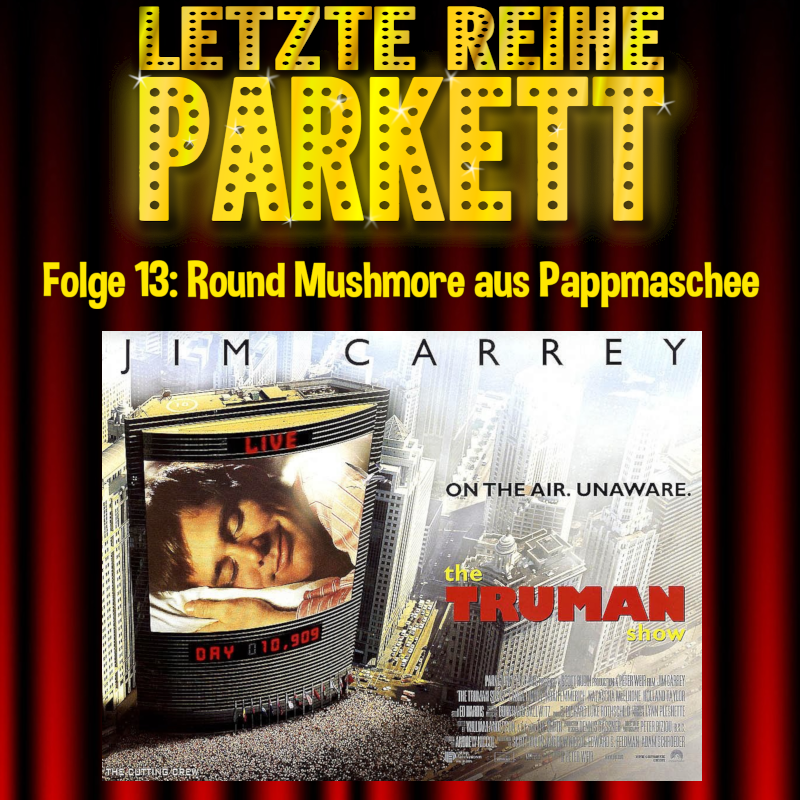 LETZTE REIHE
PARKETT
Folge 13: Round Mushmore aus Pappmaschee
JIM CARREY
LIVE
ON THE AIR. UNAWARE.
the
TRUMAN
show
DAY 10,909
THE CUTTING CREW